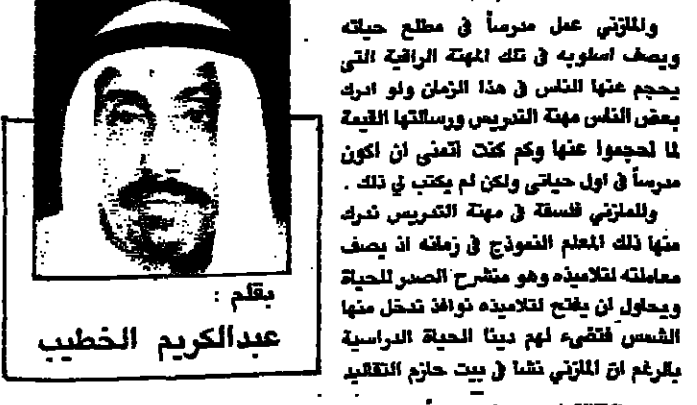 وللمازني عمل مدرساً في مطلع حياته
ويصف اسلوبه في تلك المهنة الراقية التي
يحجم عنها الناس في هذا الزمان ولو ادرك
بعض الناس مهنة التدريس ورسالتها القيمة
لما احجموا عنها وكم كنت اتمنى ان اكون
مدرساً في اول حياتي ولكن لم يكتب لي ذلك .
وللمازني فلسفة في مهنة التدريس ندرك
منها ذلك المعلم النموذج في زمانه اذ يصف
معاملته لتلاميذه وهو منشرح الصدر للحياة
ويحاول ان يفتح لتلاميذه نوافذ تدخل منها
الشمس فتضيء لهم دينا الحياة الدراسية
بالرغم ان المازني نشا في بيت حازم التقاليد
بقلم :
عبدالكريم الخطيب